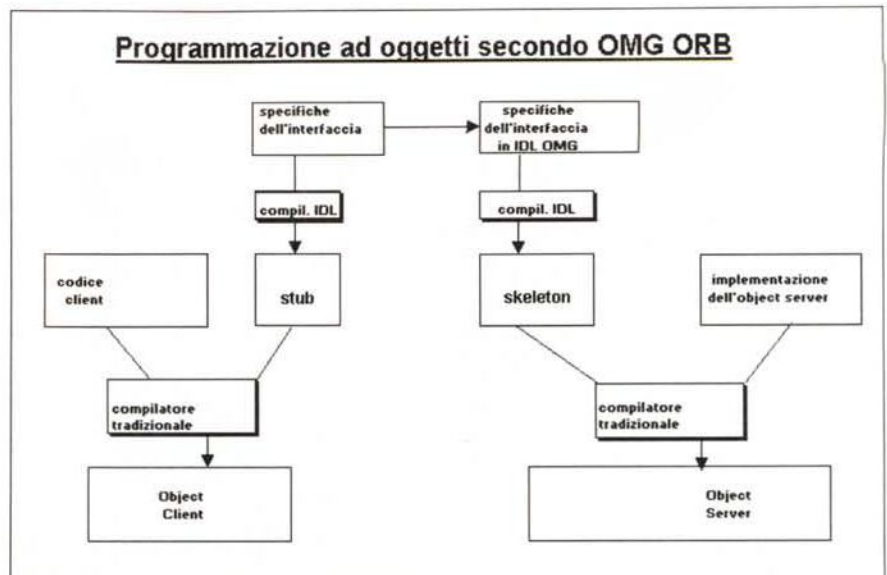 Programmazione ad oggetti secondo OMG ORB
specifiche
dell'interfaccia
specifiche
dell'interfaccia
in IDL OMG
compil. IDL
compil. IDL
codice
client
stub
skeleton
implementazione
dell'object server
compilatore
tradizionale
compilatore
tradizionale
Object
Client
Object
Server